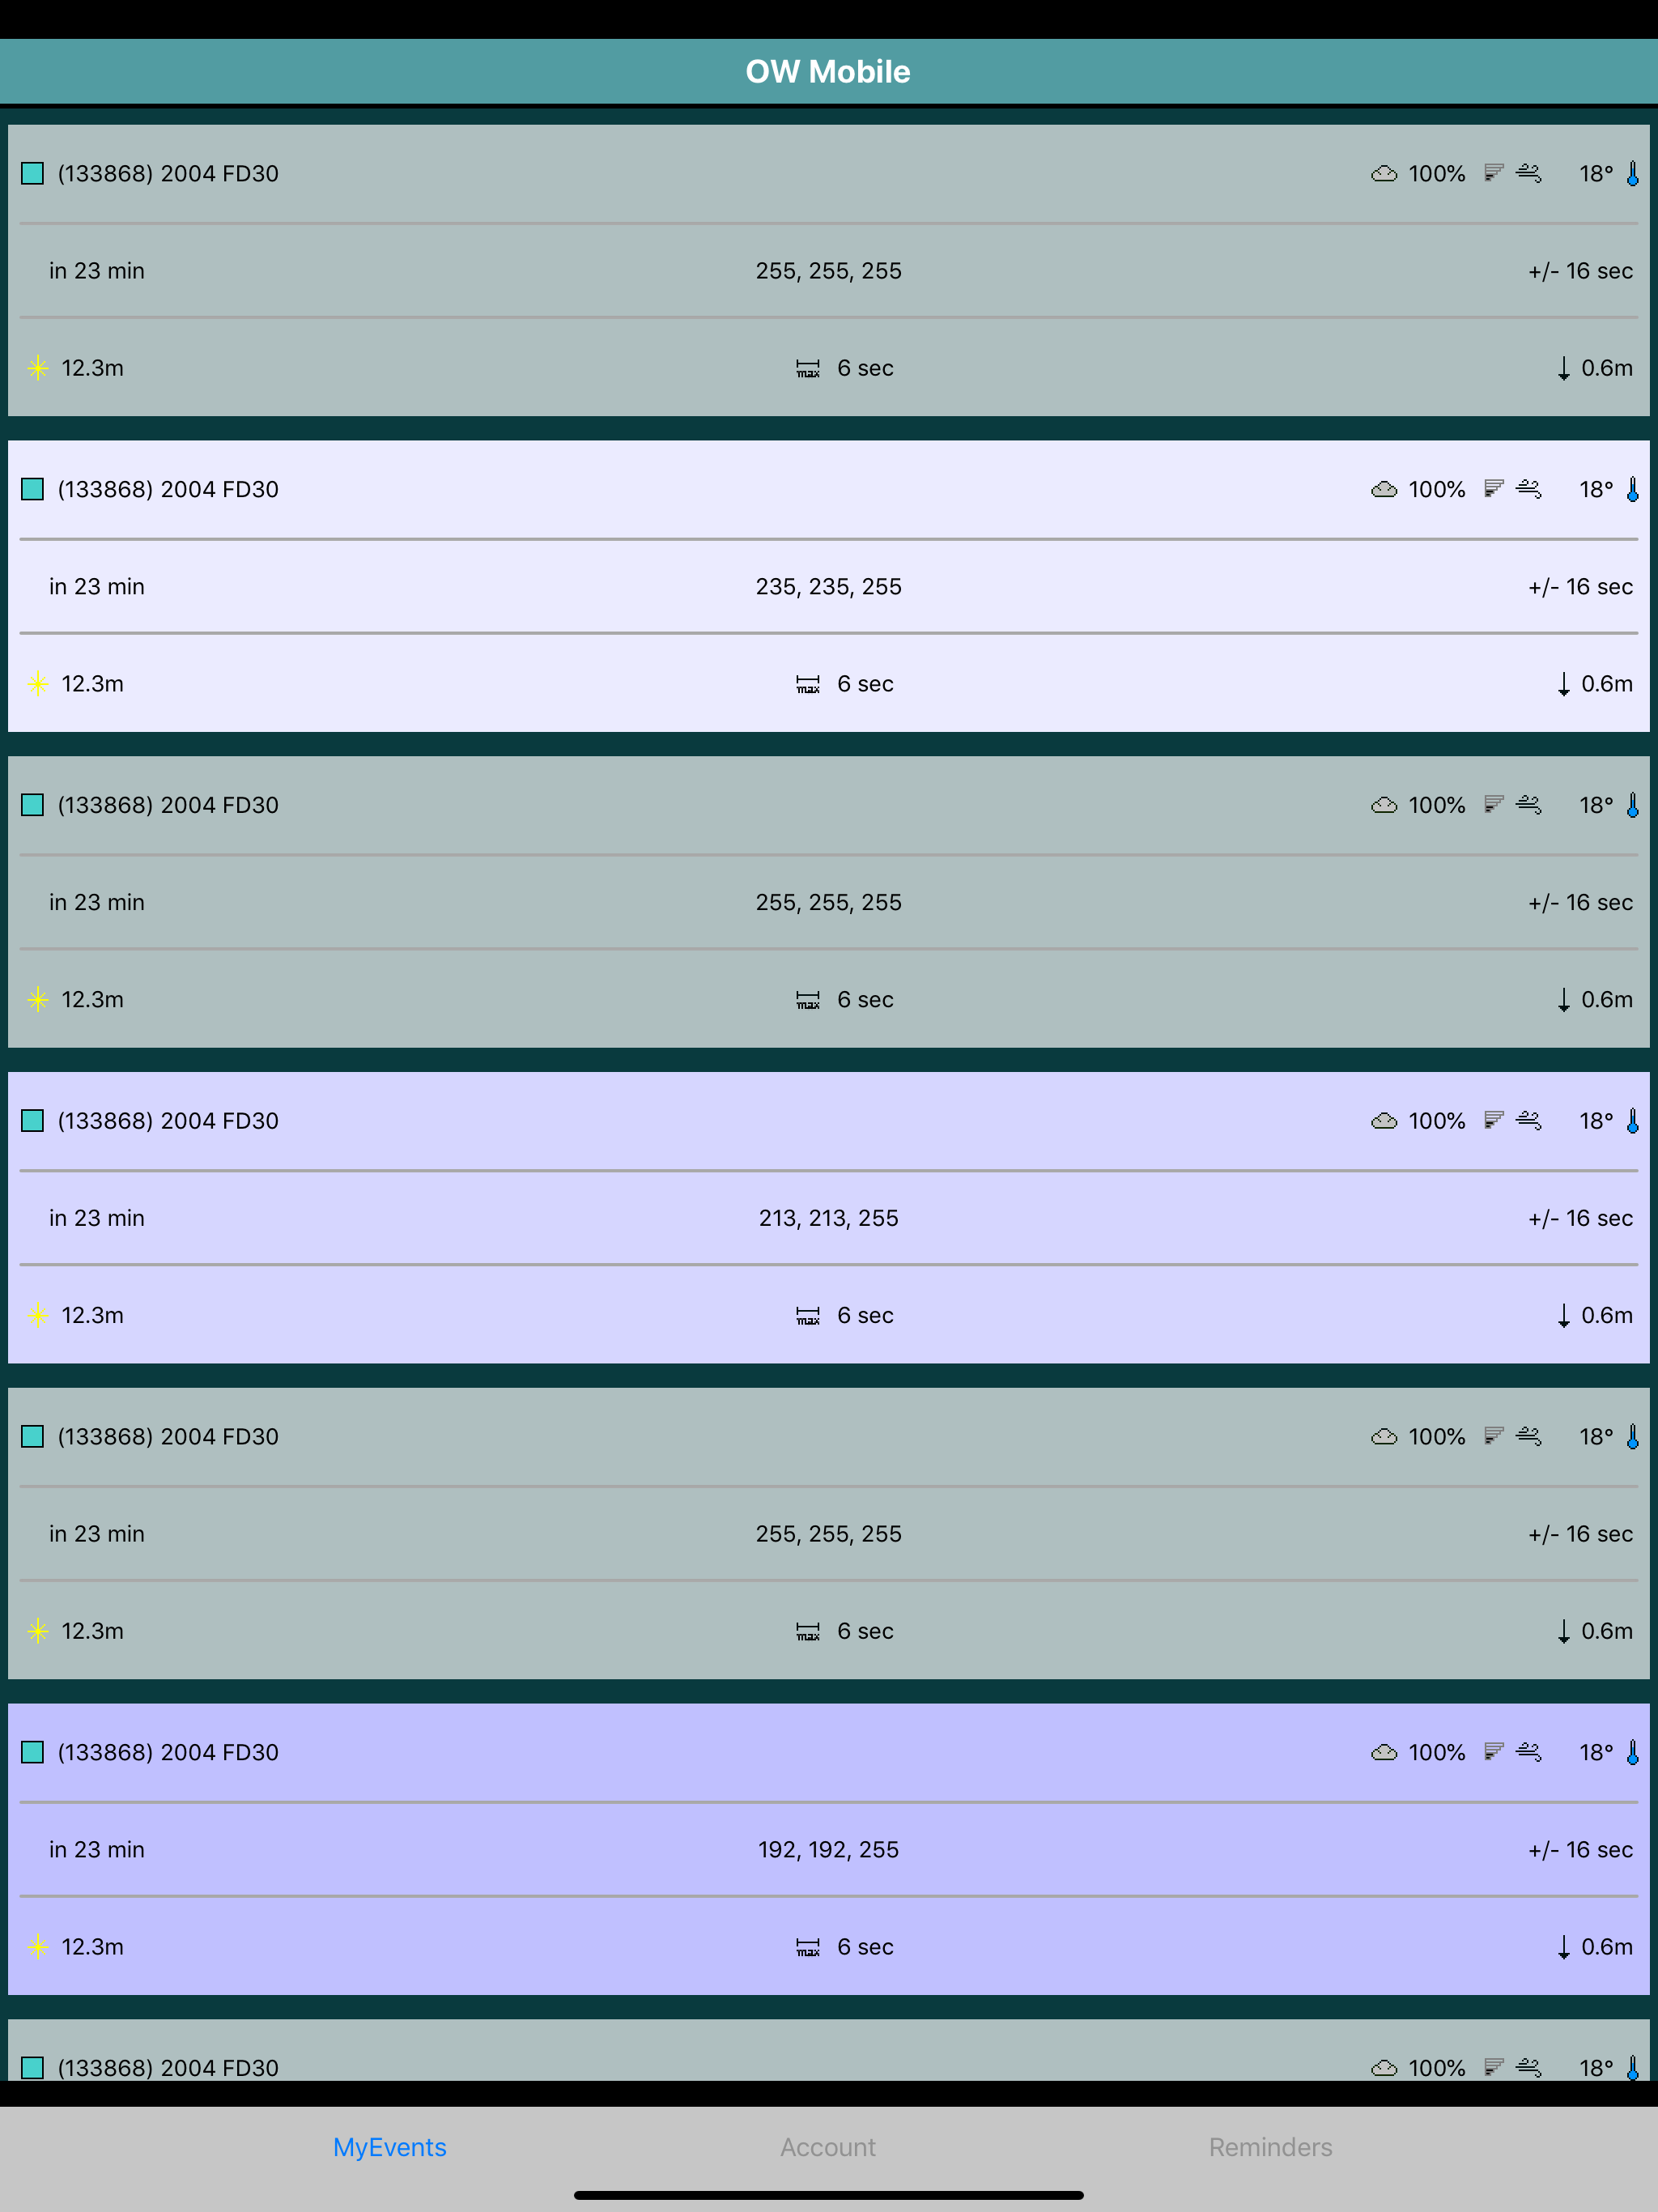 OW Mobile
(133868) 2004 FD30 100% 18°
in 23 min 255, 255, 255 +/- 16 sec
12.3m max 6 sec 0.6m
(133868) 2004 FD30 100% 18°
in 23 min 235, 235, 255 +/- 16 sec
12.3m max 6 sec 0.6m
(133868) 2004 FD30 100% 18°
in 23 min 255, 255, 255 +/- 16 sec
12.3m max 6 sec 0.6m
(133868) 2004 FD30 100% 18°
in 23 min 213, 213, 255 +/- 16 sec
12.3m max 6 sec 0.6m
(133868) 2004 FD30 100% 18°
in 23 min 255, 255, 255 +/- 16 sec
12.3m max 6 sec 0.6m
(133868) 2004 FD30 100% 18°
in 23 min 192, 192, 255 +/- 16 sec
12.3m max 6 sec 0.6m
(133868) 2004 FD30 100% 18°
MyEvents Account Reminders